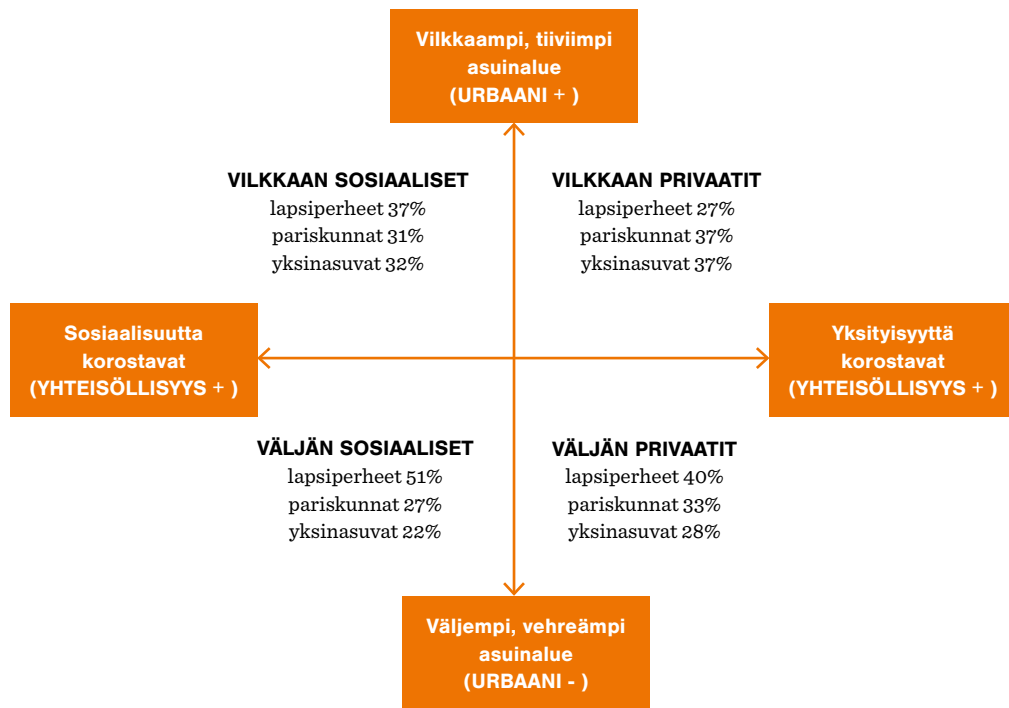 Vilkkaampi, tiiviimpi
asuinalue
(URBAANI + )
VILKKAAN SOSIAALISET
lapsiperheet 37%
pariskunnat 31%
yksinasuvat 32%
VILKKAAN PRIVAATIT
lapsiperheet 27%
pariskunnat 37%
yksinasuvat 37%
Sosiaalisuutta
korostavat
(YHTEISÖLLISYYS + )
Yksityisyyttä
korostavat
(YHTEISÖLLISYYS + )
VÄLJÄN SOSIAALISET
lapsiperheet 51%
pariskunnat 27%
yksinasuvat 22%
VÄLJÄN PRIVAATIT
lapsiperheet 40%
pariskunnat 33%
yksinasuvat 28%
Väljempi, vehreämpi
asuinalue
(URBAANI - )